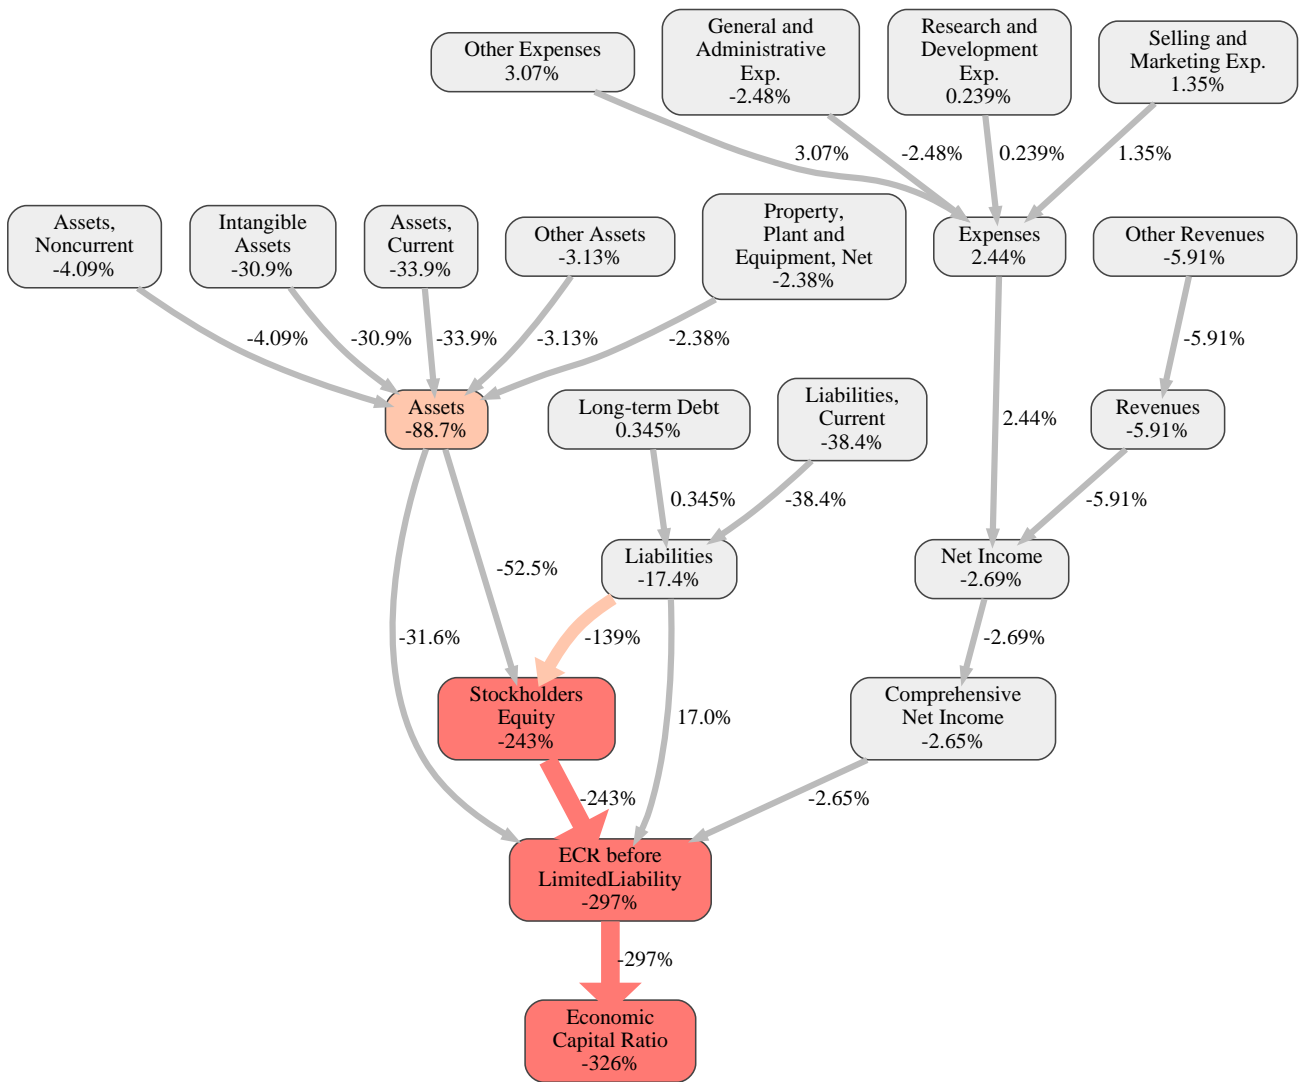 Other Expenses
3.07%
General and
Administrative
Exp.
-2.48%
Research and
Development
Exp.
0.239%
Selling and
Marketing Exp.
1.35%
3.07%
-2.48%
0.239%
1.35%
Assets,
Noncurrent
-4.09%
Intangible
Assets
-30.9%
Assets,
Current
-33.9%
Other Assets
-3.13%
Property,
Plant and
Equipment, Net
-2.38%
Expenses
2.44%
Other Revenues
-5.91%
-4.09%
-30.9%
-33.9%
-3.13%
-2.38%
-5.91%
Assets
-88.7%
Long-term Debt
0.345%
Liabilities,
Current
-38.4%
2.44%
Revenues
-5.91%
0.345%
-38.4%
-5.91%
Liabilities
-17.4%
Net Income
-2.69%
-52.5%
-31.6%
-139%
-2.69%
Stockholders
Equity
-243%
17.0%
Comprehensive
Net Income
-2.65%
-243%
-2.65%
ECR before
LimitedLiability
-297%
-297%
Economic
Capital Ratio
-326%